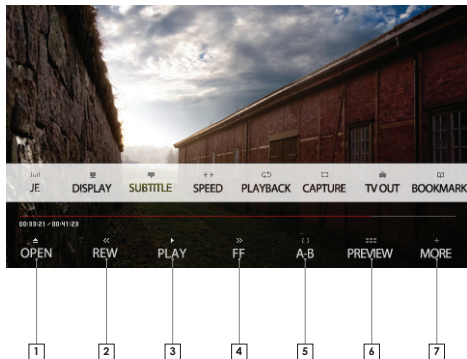 JE DISPLAY SUBTITLE SPEED PLAYBACK CAPTURE TV OUT BOOKMARK
00:33:21 / 00:41:23
OPEN REW PLAY FF A-B PREVIEW MORE
1 2 3 4 5 6 7